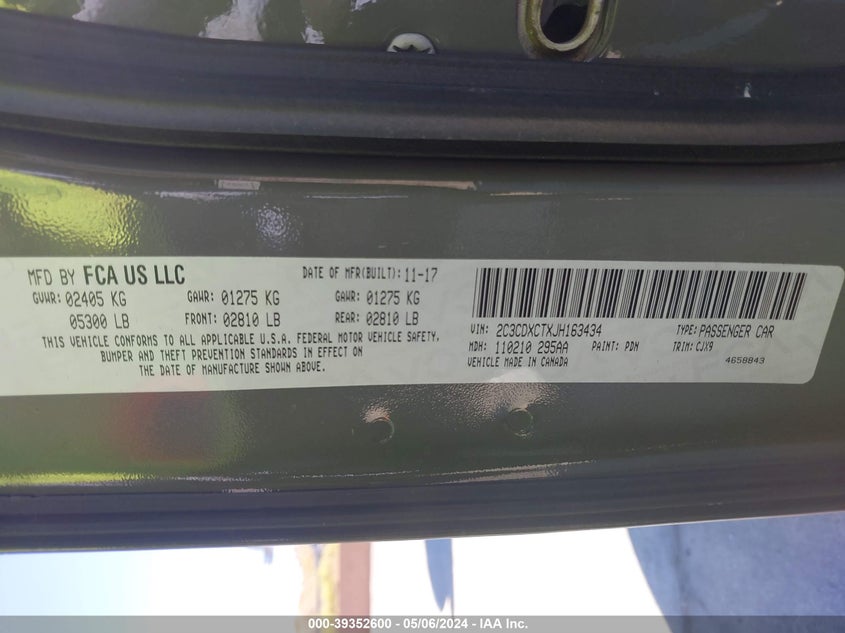 MFD BY FCA US LLC
DATE OF MFR(BUILT): 11-17
GVWR: 02405 KG
GAWR: 01275 KG
GAWR: 01275 KG
05300 LB
FRONT: 02810 LB
REAR: 02810 LB
THIS VEHICLE CONFORMS TO ALL APPLICABLE U.S.A. FEDERAL MOTOR VEHICLE SAFETY,
BUMPER AND THEFT PREVENTION STANDARDS IN EFFECT ON
THE DATE OF MANUFACTURE SHOWN ABOVE.
VIN: 2C3CDXCTXJH163434
TYPE: PASSENGER CAR
MDH: 110210 295AA
PAINT: PDN
TRIM: CJX9
VEHICLE MADE IN CANADA
4658843
000-39352600 - 05/06/2024 - IAA Inc.